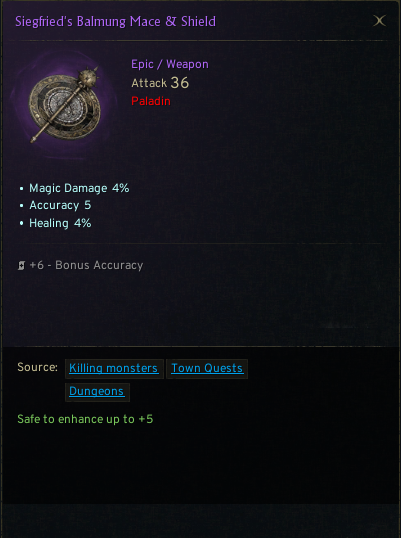 Siegfried's Balmung Mace & Shield
Epic / Weapon
Attack 36
Paladin
• Magic Damage 4%
• Accuracy 5
• Healing 4%
+6 - Bonus Accuracy
Source: Killing monsters Town Quests
Dungeons
Safe to enhance up to +5